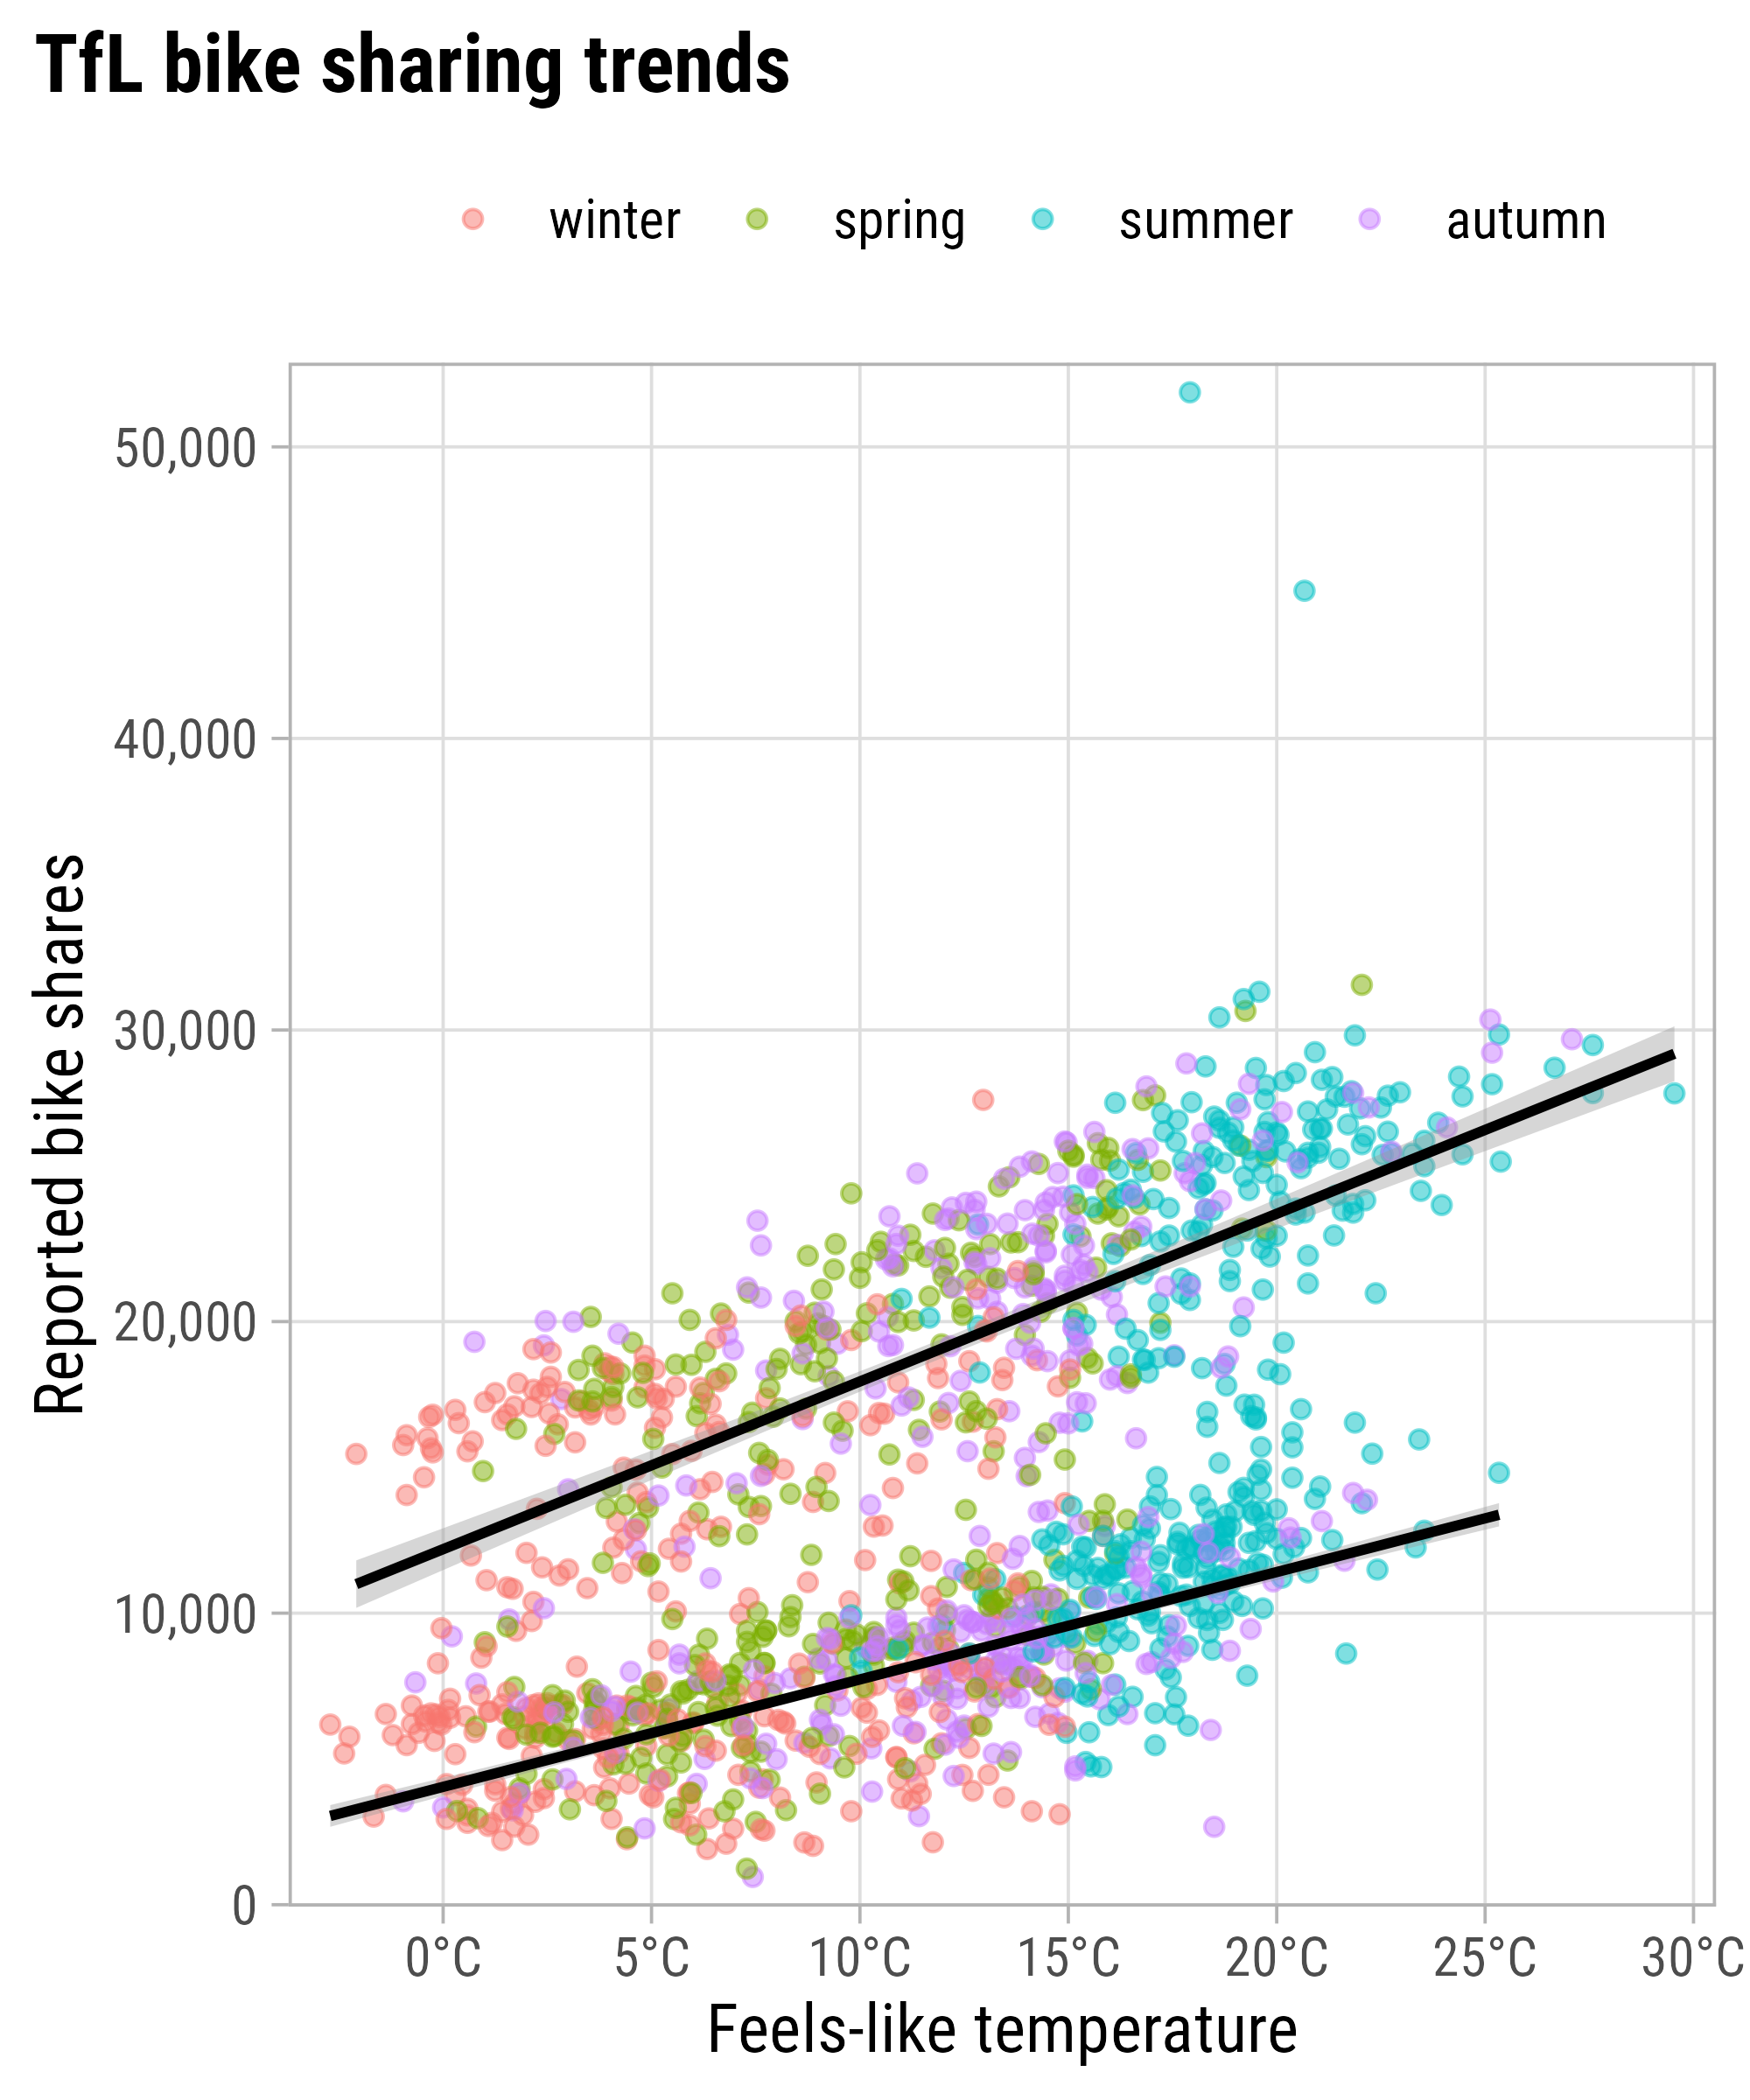 TfL bike sharing trends
winter spring summer autumn
Reported bike shares
50,000
40,000
30,000
20,000
10,000
0
0°C 5°C 10°C 15°C 20°C 25°C 30°C
Feels-like temperature